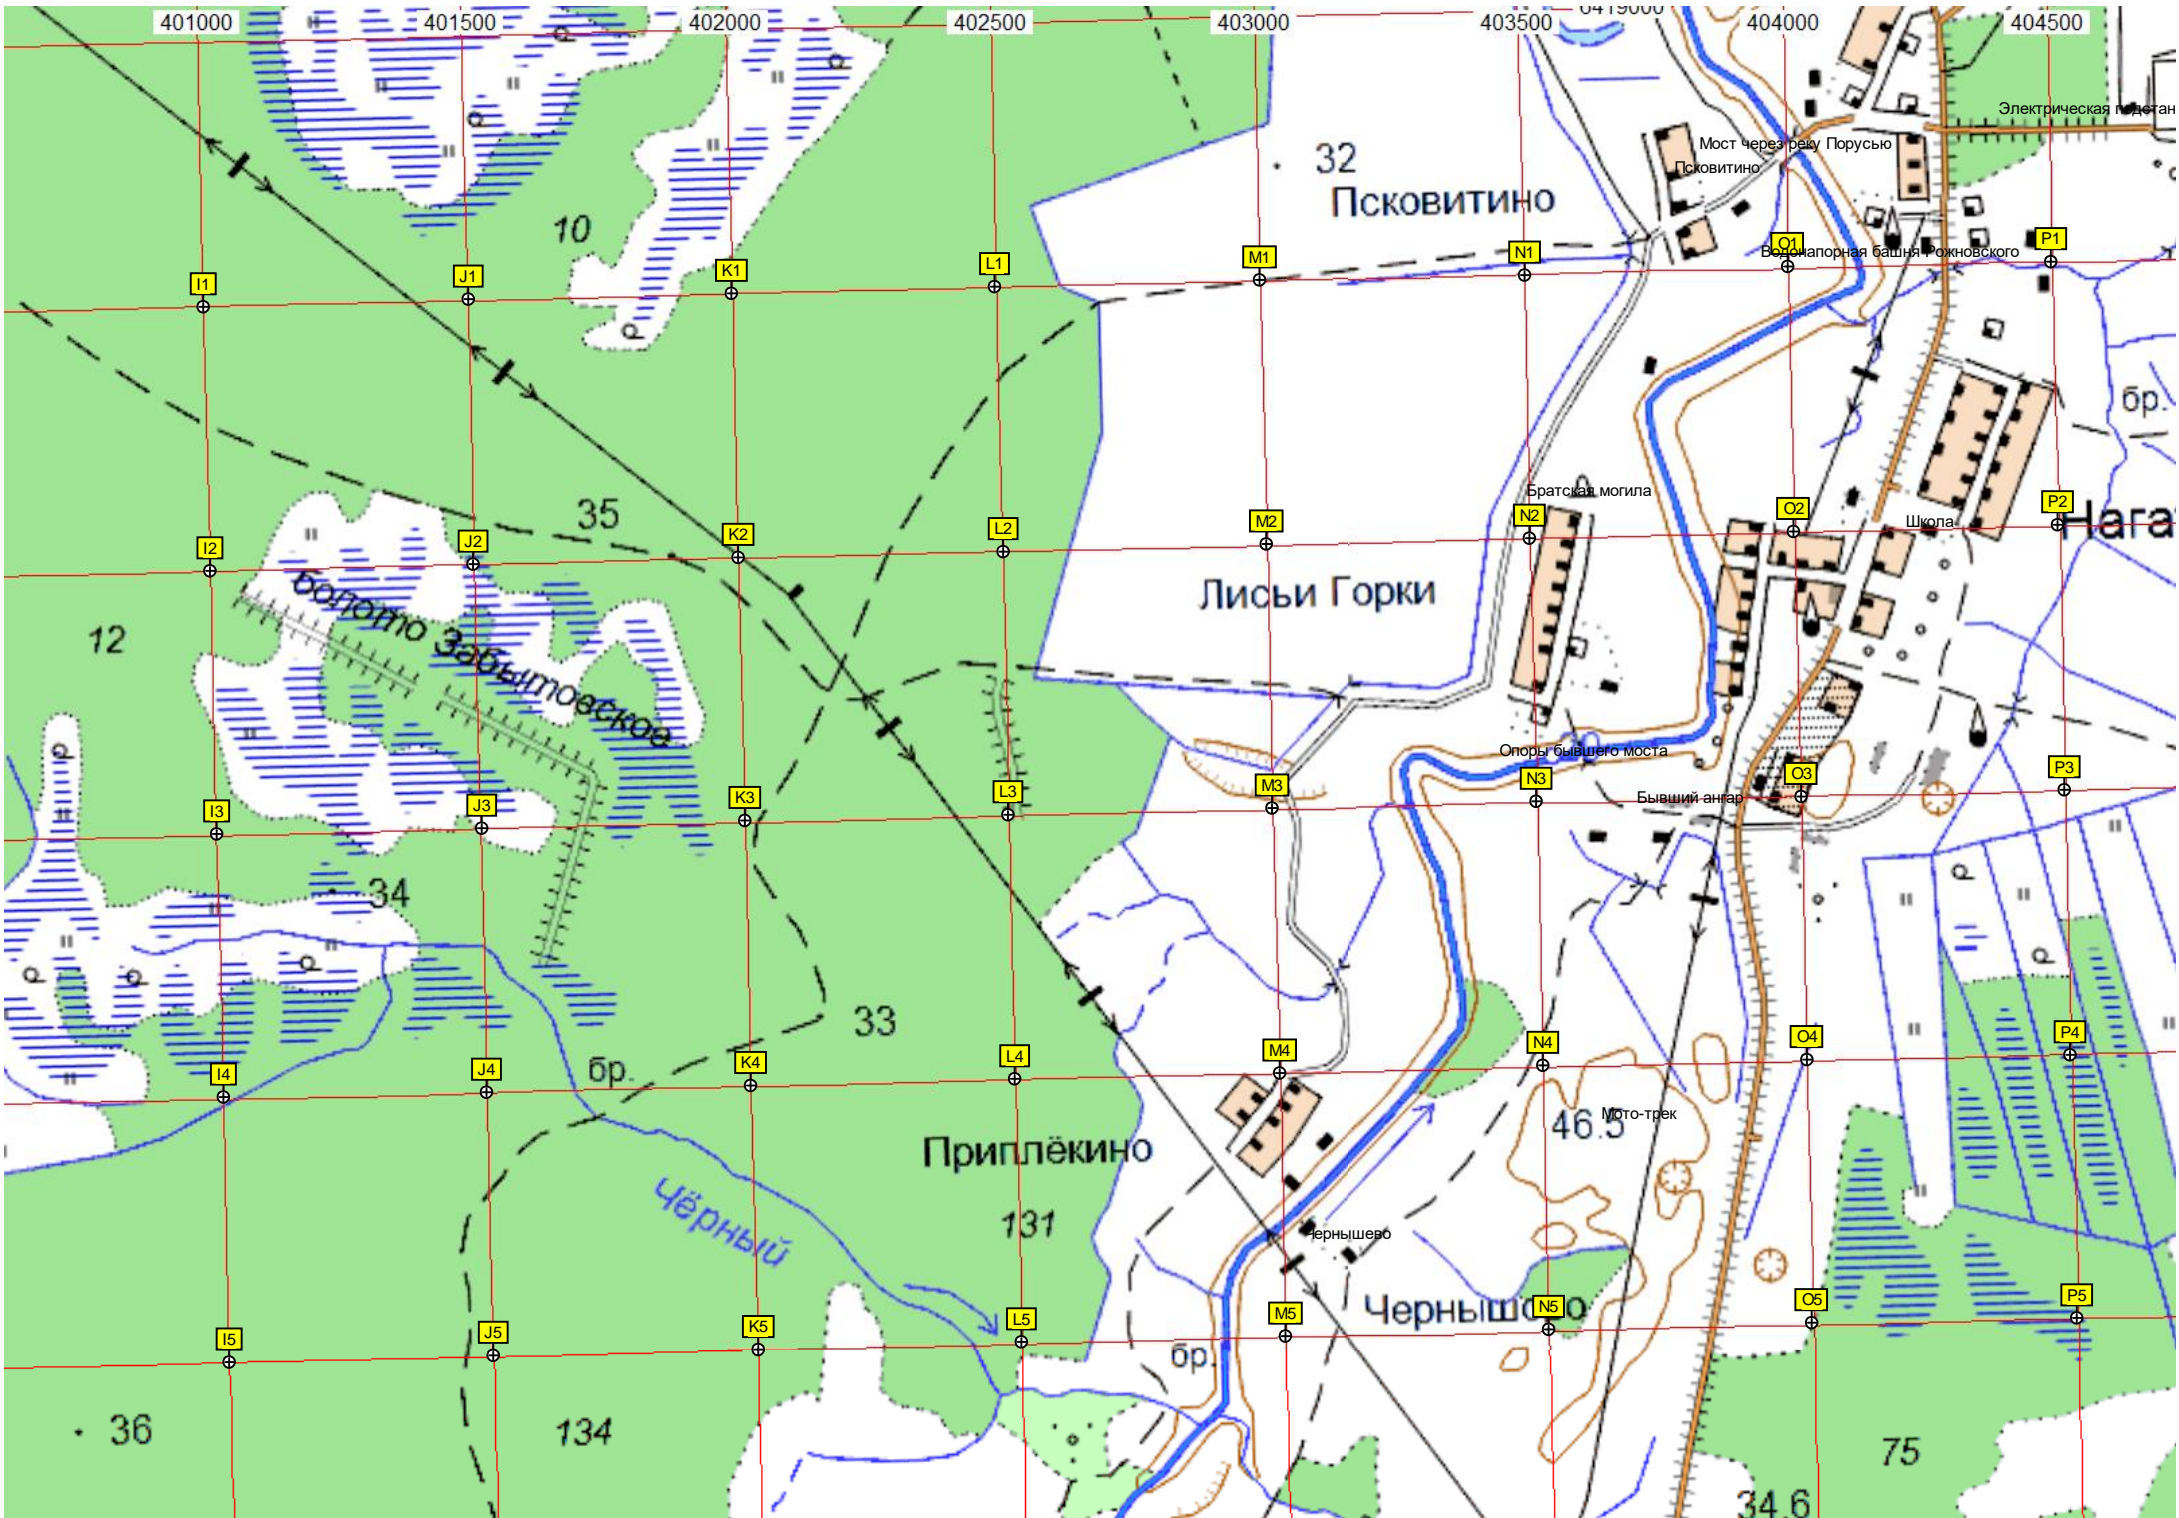 401000 401500 402000 402500 403000 403500 6419000 404000 404500
Электрическая подстан
Мост через реку Порусью
32
Псковитино
Псковитино
10
I1 J1 K1 L1 M1 N1 O1 P1
Водонапорная башня Рожновского
бр.
35
Братская могила
Школа
Нага
I2 J2 K2 L2 M2 N2 O2 P2
Лисьи Горки
12
болото Забытовское
Опоры бывшего моста
Бывший ангар
I3 J3 K3 L3 M3 N3 O3 P3
34
33
бр.
I4 J4 K4 L4 M4 N4 O4 P4
Мото-трек
46.5
Приплёкино
Чёрный
131
Чернышево
Чернышово
I5 J5 K5 L5 M5 N5 O5 P5
бр.
36
134
75
34.6